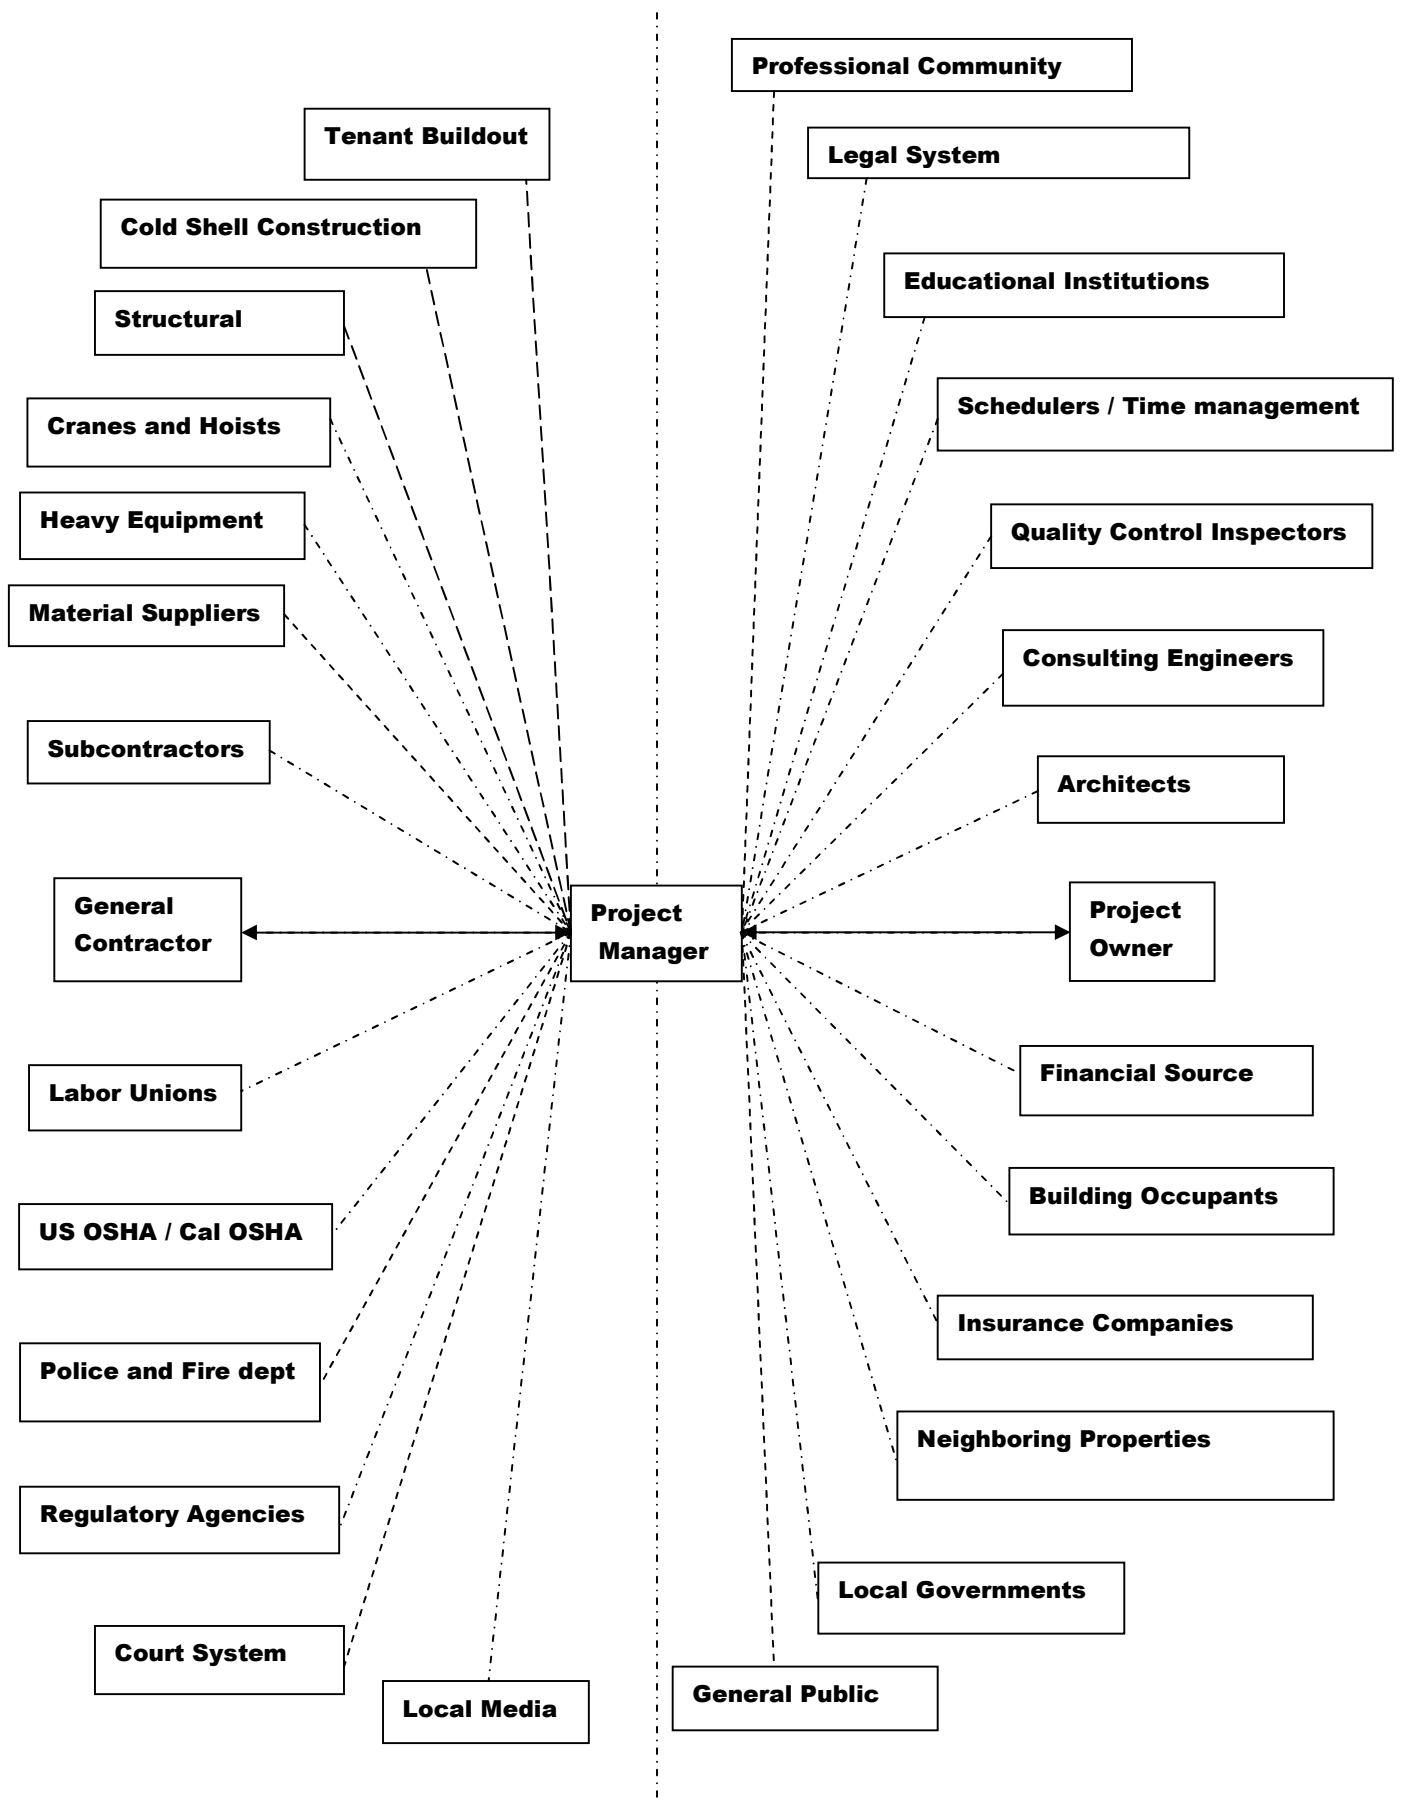 Professional Community
Tenant Buildout
Legal System
Cold Shell Construction
Educational Institutions
Structural
Schedulers / Time management
Cranes and Hoists
Heavy Equipment
Quality Control Inspectors
Material Suppliers
Consulting Engineers
Subcontractors
Architects
General
Contractor
Project
Manager
Project
Owner
Financial Source
Labor Unions
Building Occupants
US OSHA / Cal OSHA
Insurance Companies
Police and Fire dept
Neighboring Properties
Regulatory Agencies
Local Governments
Court System
General Public
Local Media